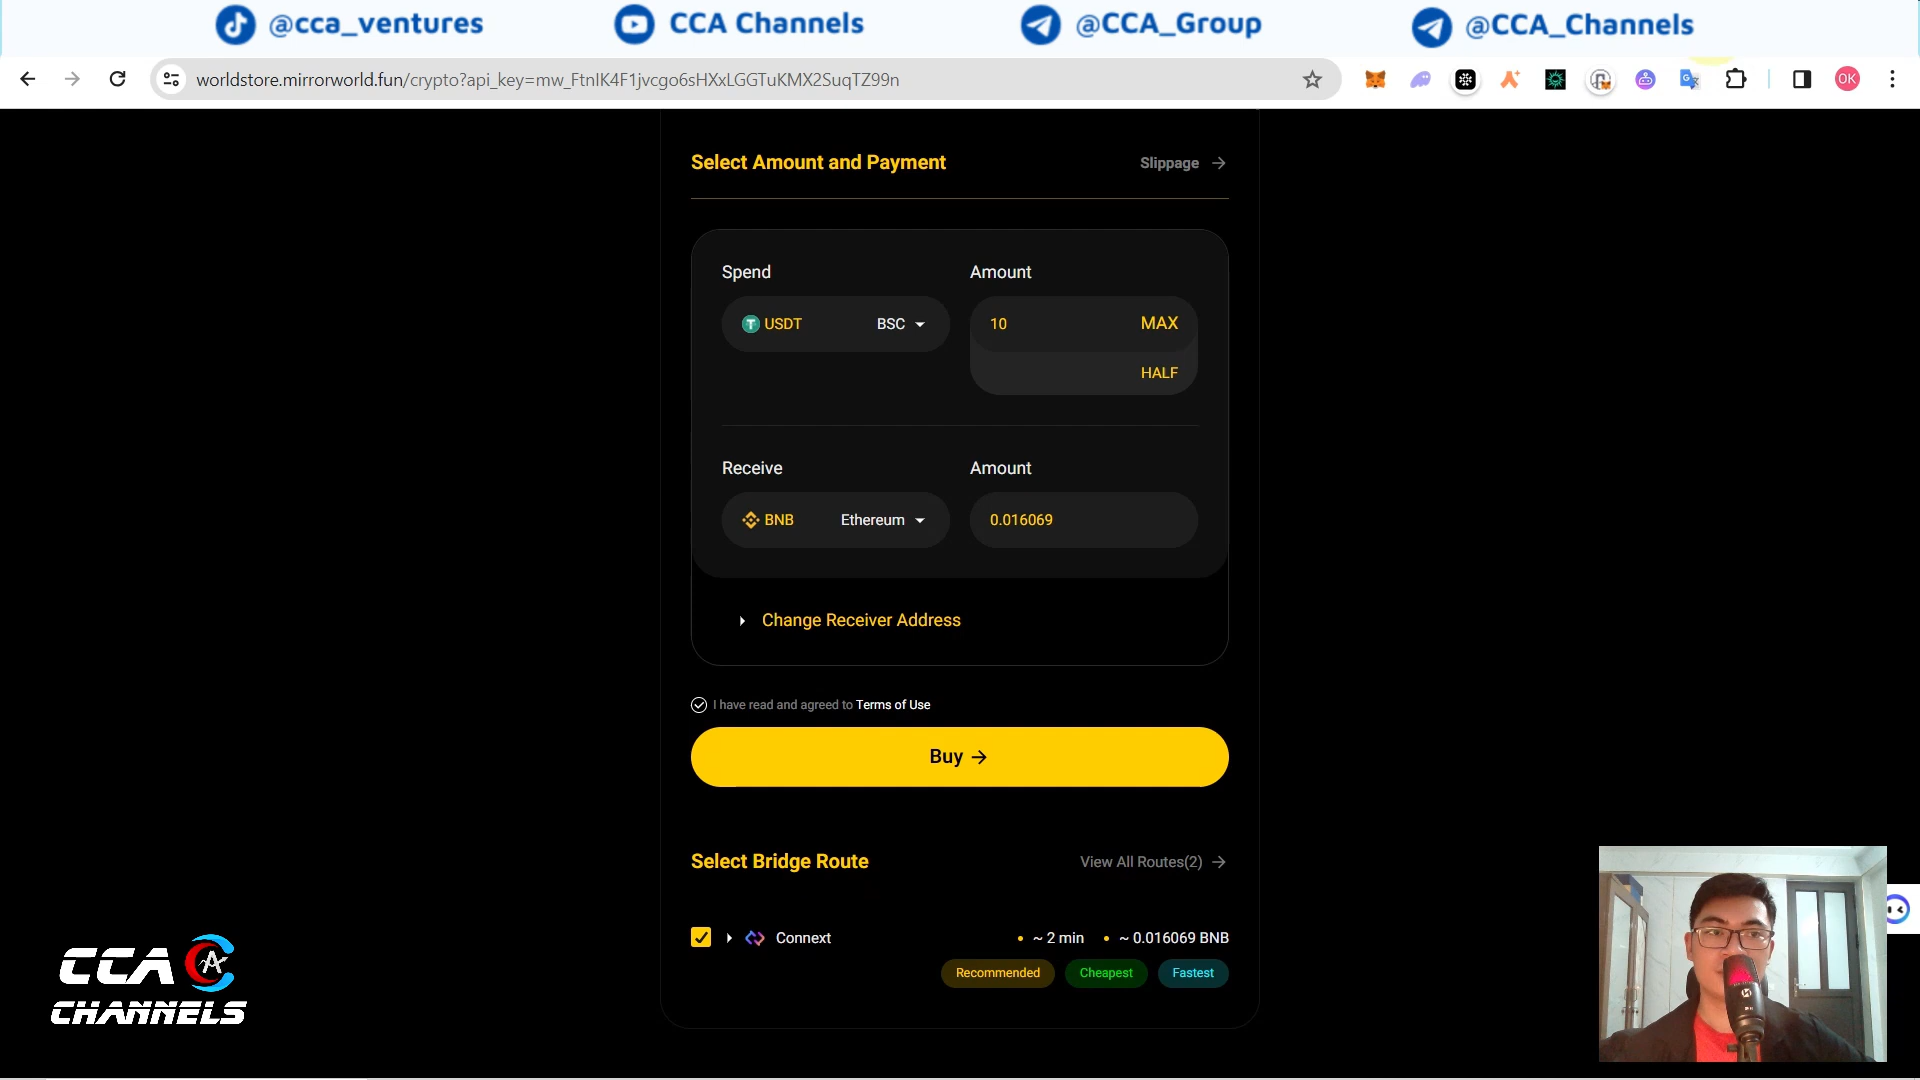 @cca_ventures
CCA Channels
@CCA_Group
@CCA_Channels
worldstore.mirrorworld.fun/crypto?api_key=mw_FtnIK4F1jvcgo6sHXxLGGTuKMX2SuqTZ99n
OK
Select Amount and Payment
Slippage →
Spend
Amount
USDT
BSC
10
MAX
HALF
Receive
Amount
BNB
Ethereum
0.016069
Change Receiver Address
I have read and agreed to Terms of Use
Buy →
Select Bridge Route
View All Routes(2) →
Connext
• ~ 2 min
• ~ 0.016069 BNB
Recommended
Cheapest
Fastest
CCA
CHANNELS